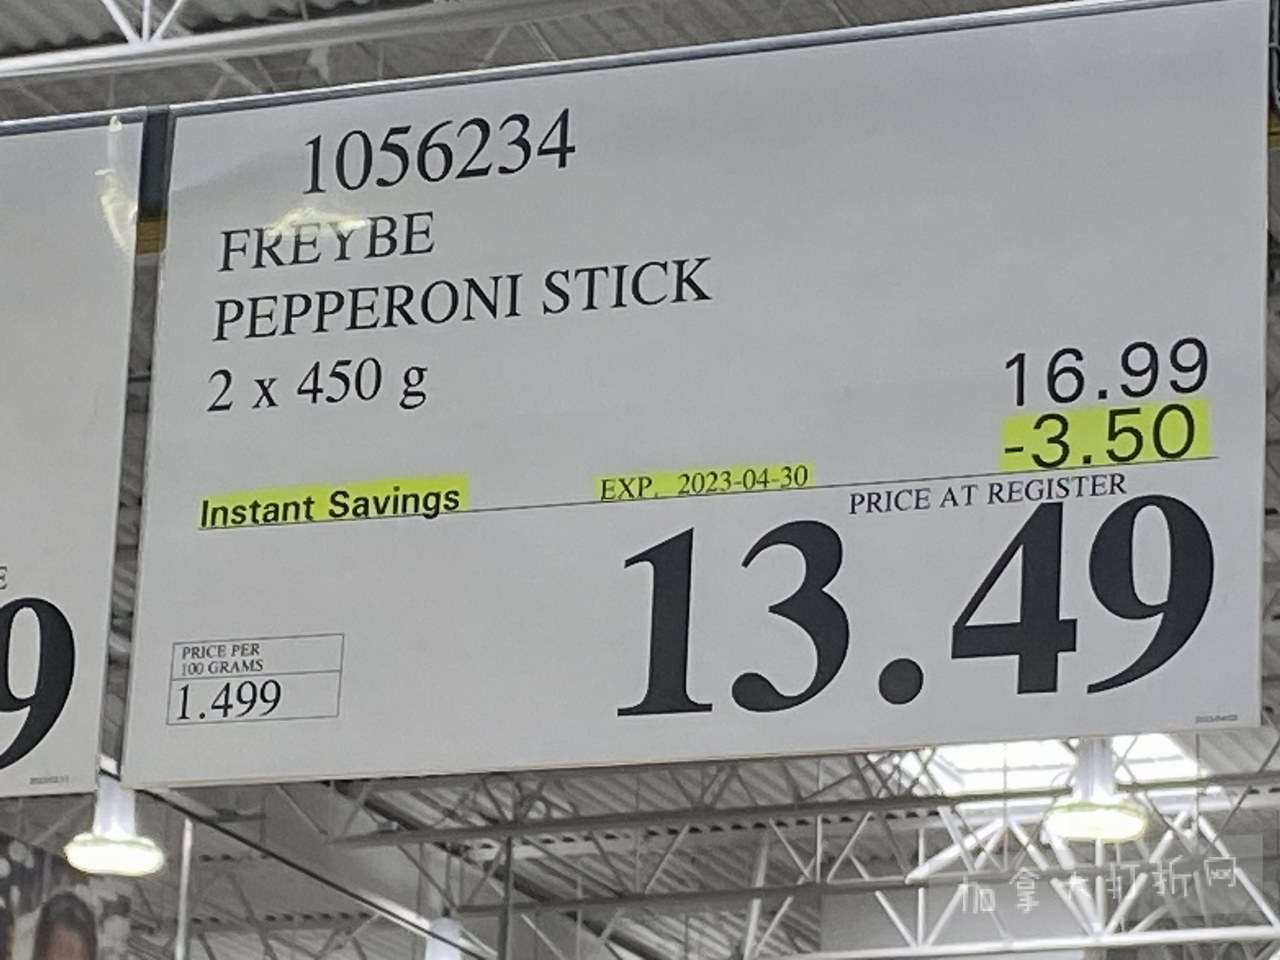 1056234
FREYBE
PEPPERONI STICK
2 x 450 g
16.99
-3.50
Instant Savings
EXP. 2023-04-30
PRICE AT REGISTER
13.49
PRICE PER
100 GRAMS
1.499
E
9
加拿大打折网